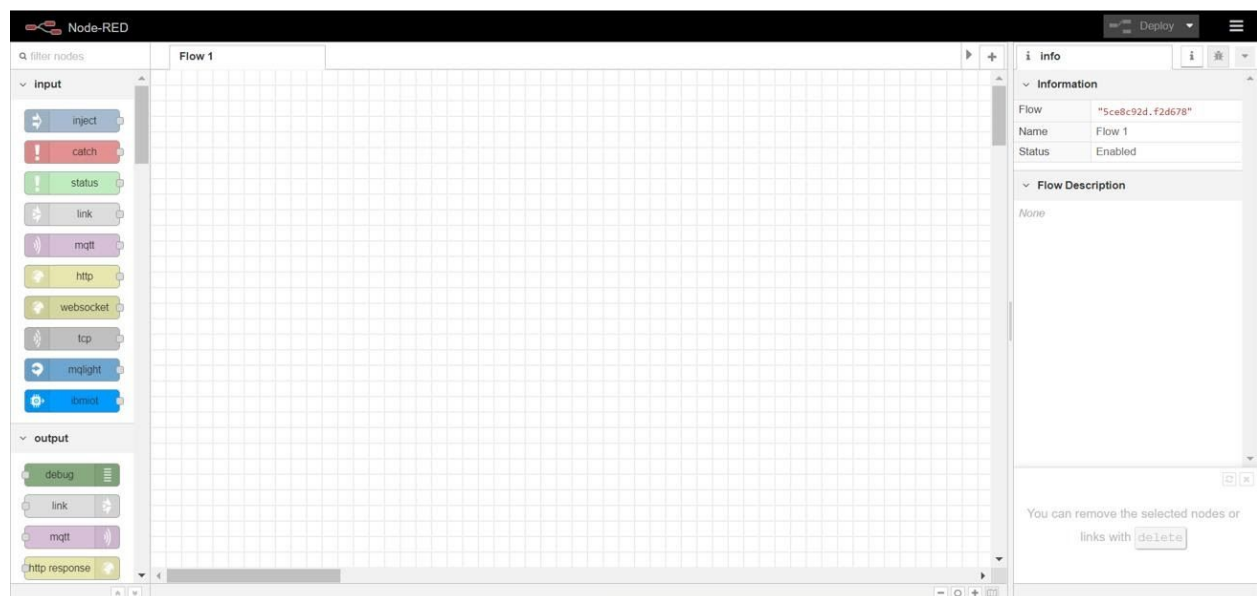 Node-RED
Deploy
filter nodes
Flow 1
i info
i
input
inject
catch
status
link
mqtt
http
websocket
tcp
mqlight
ibmiot
output
debug
link
mqtt
http response
Information
Flow "5ce8c92d.f2d678"
Name Flow 1
Status Enabled
Flow Description
None
You can remove the selected nodes or
links with delete